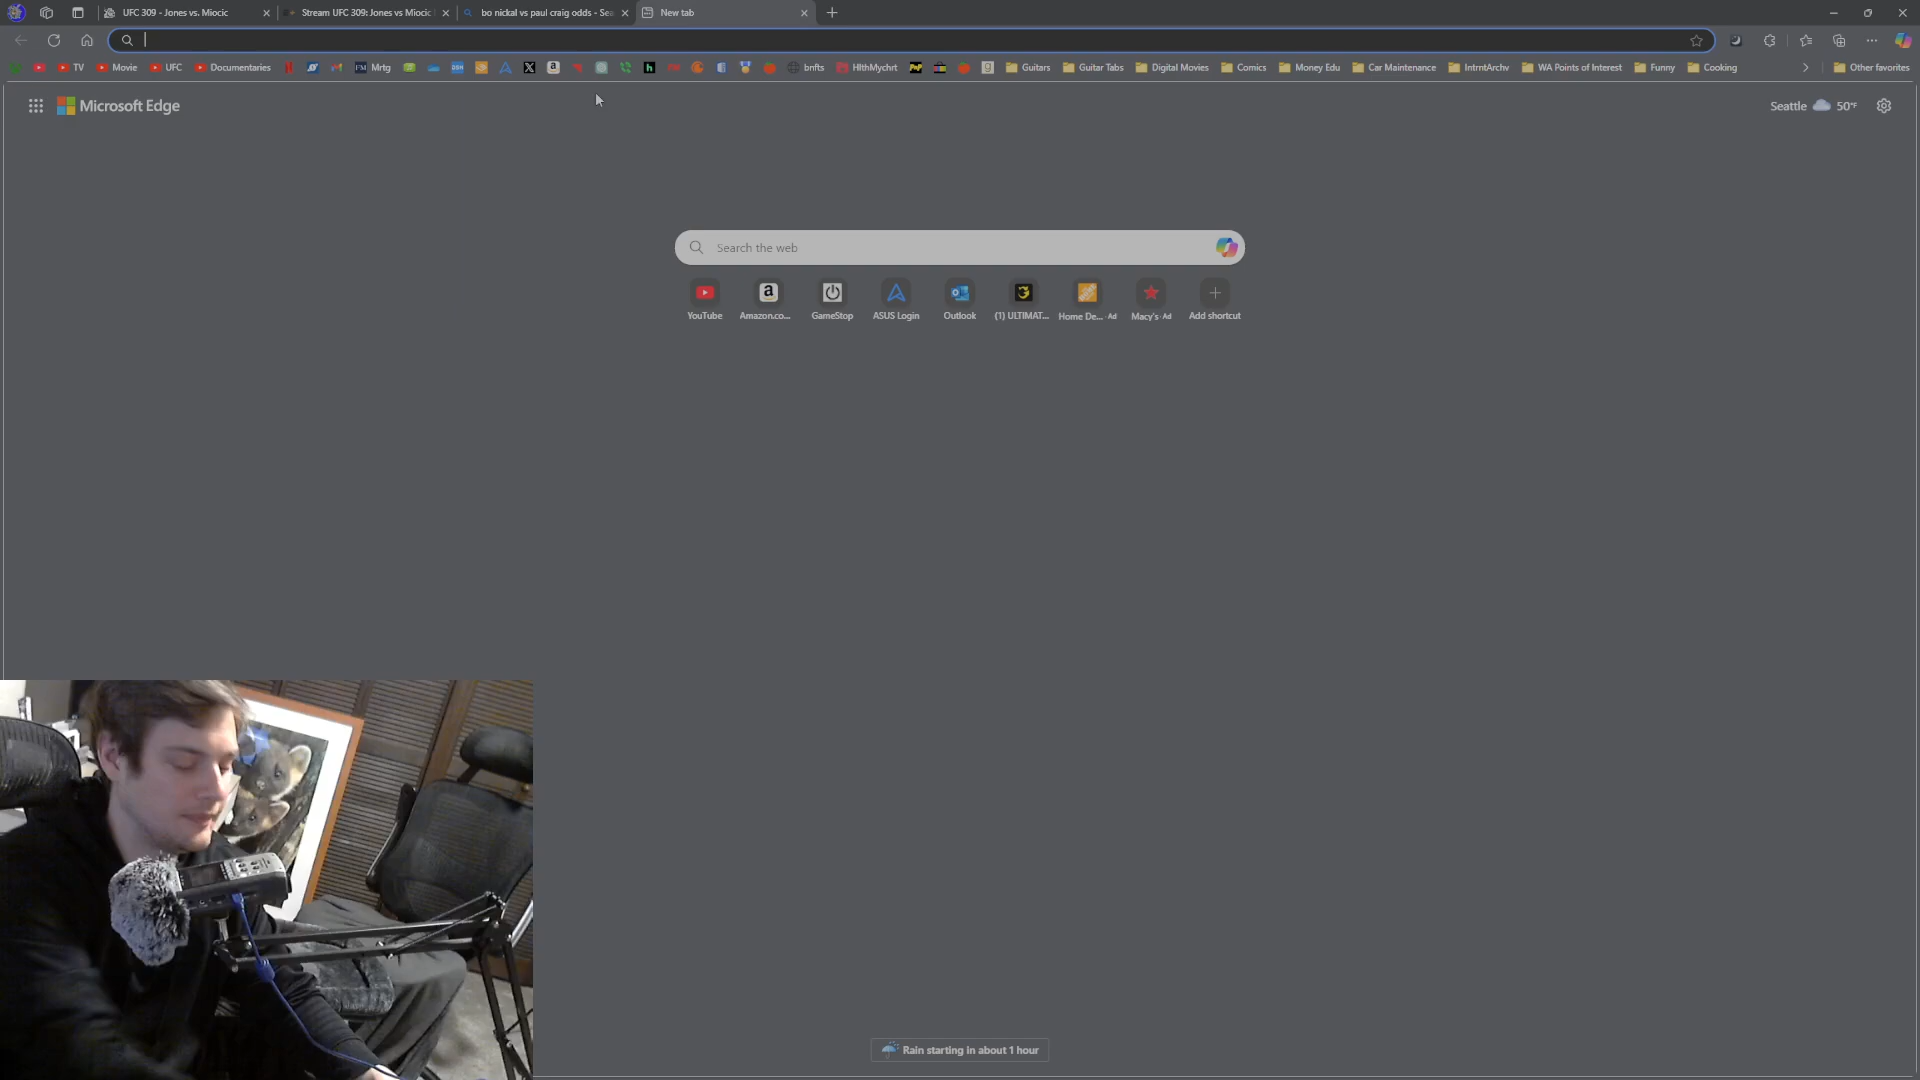 UFC 309 - Jones vs. Miocic
Stream UFC 309: Jones vs Miocic
bo nickal vs paul craig odds - Sea
New tab
TV
Movie
UFC
Documentaries
Mrtg
bnfts
HlthMychrt
Guitars
Guitar Tabs
Digital Movies
Comics
Money Edu
Car Maintenance
IntrntArchv
WA Points of Interest
Funny
Cooking
Other favorites
Microsoft Edge
Seattle 50°F
Search the web
YouTube
Amazon.co...
GameStop
ASUS Login
Outlook
(1) ULTIMAT...
Home De... · Ad
Macy's · Ad
Add shortcut
Rain starting in about 1 hour